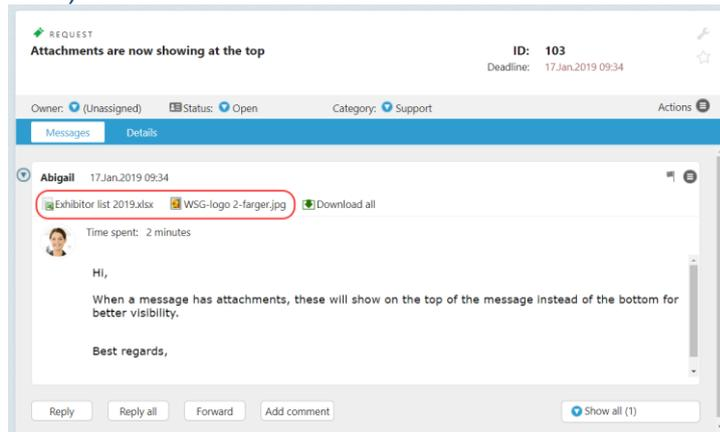 REQUEST
Attachments are now showing at the top
ID: 103
Deadline: 17.Jan.2019 09:34
Owner: (Unassigned) Status: Open Category: Support Actions
Messages Details
Abigail 17.Jan.2019 09:34
Exhibitor list 2019.xlsx WSG-logo 2-farger.jpg Download all
Time spent: 2 minutes
Hi,
When a message has attachments, these will show on the top of the message instead of the bottom for
better visibility.
Best regards,
Reply Reply all Forward Add comment Show all (1)